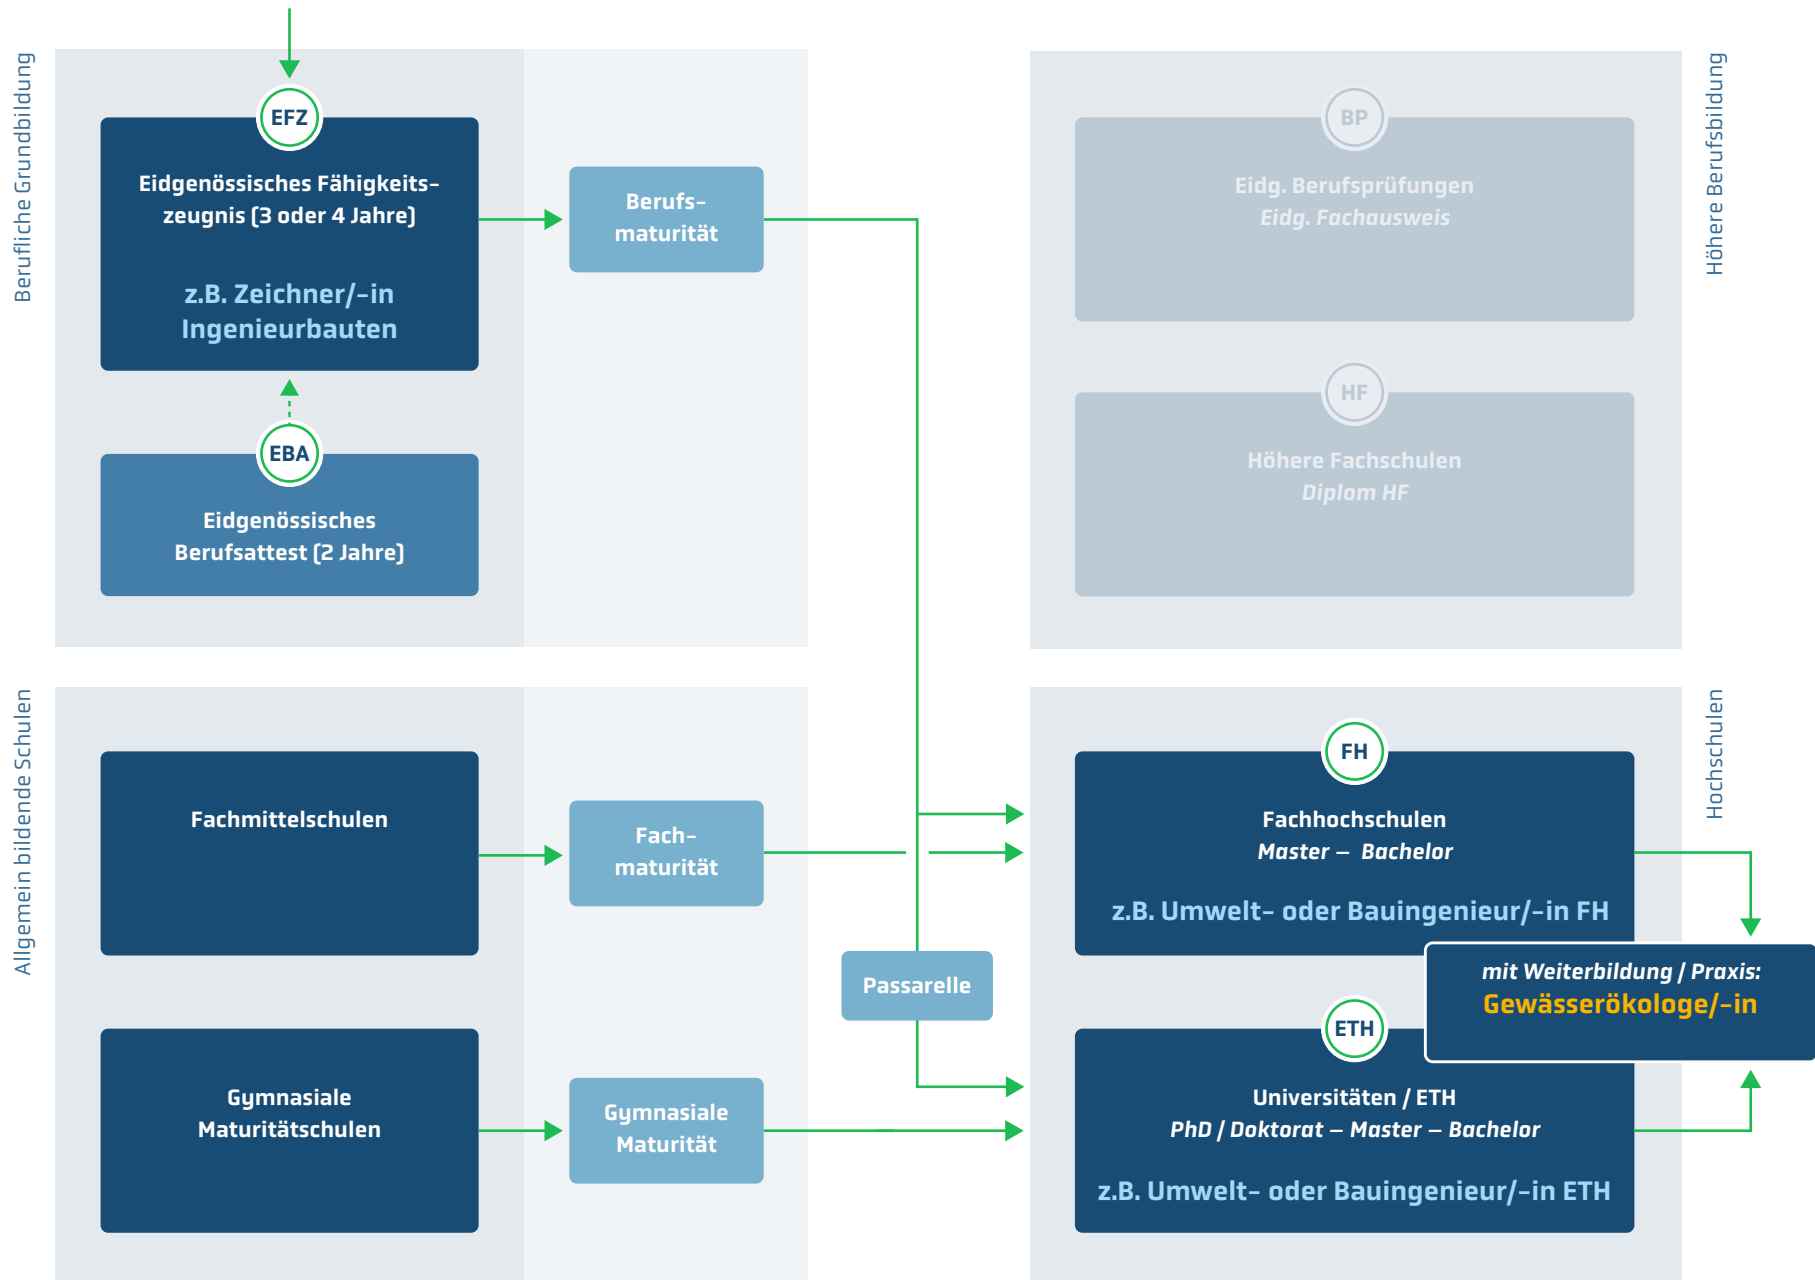 Berufliche Grundbildung
EFZ
Eidgenössisches Fähigkeits-
zeugnis (3 oder 4 Jahre)
z.B. Zeichner/-in
Ingenieurbauten
EBA
Eidgenössisches
Berufsattest (2 Jahre)
Berufs-
maturität
Höhere Berufsbildung
BP
Eidg. Berufsprüfungen
Eidg. Fachausweis
HF
Höhere Fachschulen
Diplom HF
Allgemein bildende Schulen
Fachmittelschulen
Fach-
maturität
Gymnasiale
Maturitätschulen
Gymnasiale
Maturität
Passarelle
Hochschulen
FH
Fachhochschulen
Master – Bachelor
z.B. Umwelt- oder Bauingenieur/-in FH
mit Weiterbildung / Praxis:
Gewässerökologe/-in
ETH
Universitäten / ETH
PhD / Doktorat – Master – Bachelor
z.B. Umwelt- oder Bauingenieur/-in ETH